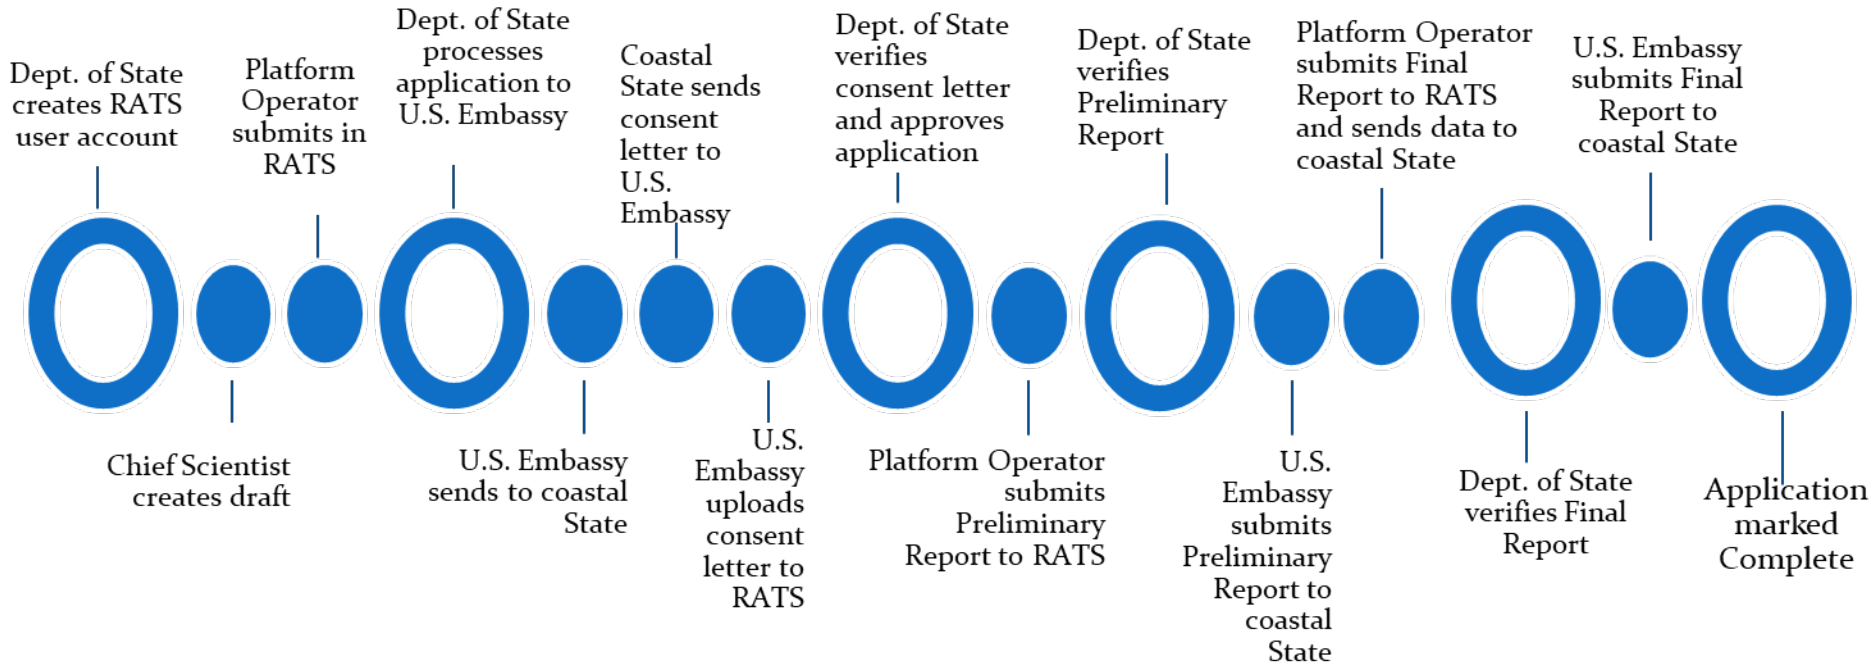 Dept. of State
creates RATS
user account
Chief Scientist
creates draft
Platform
Operator
submits in
RATS
Dept. of State
processes
application to
U.S. Embassy
U.S. Embassy
sends to coastal
State
Coastal
State sends
consent
letter to
U.S.
Embassy
U.S.
Embassy
uploads
consent
letter to
RATS
Dept. of State
verifies
consent letter
and approves
application
Platform Operator
submits
Preliminary
Report to RATS
Dept. of State
verifies
Preliminary
Report
U.S.
Embassy
submits
Preliminary
Report to
coastal
State
Platform Operator
submits Final
Report to RATS
and sends data to
coastal State
Dept. of State
verifies Final
Report
U.S. Embassy
submits Final
Report to
coastal State
Application
marked
Complete